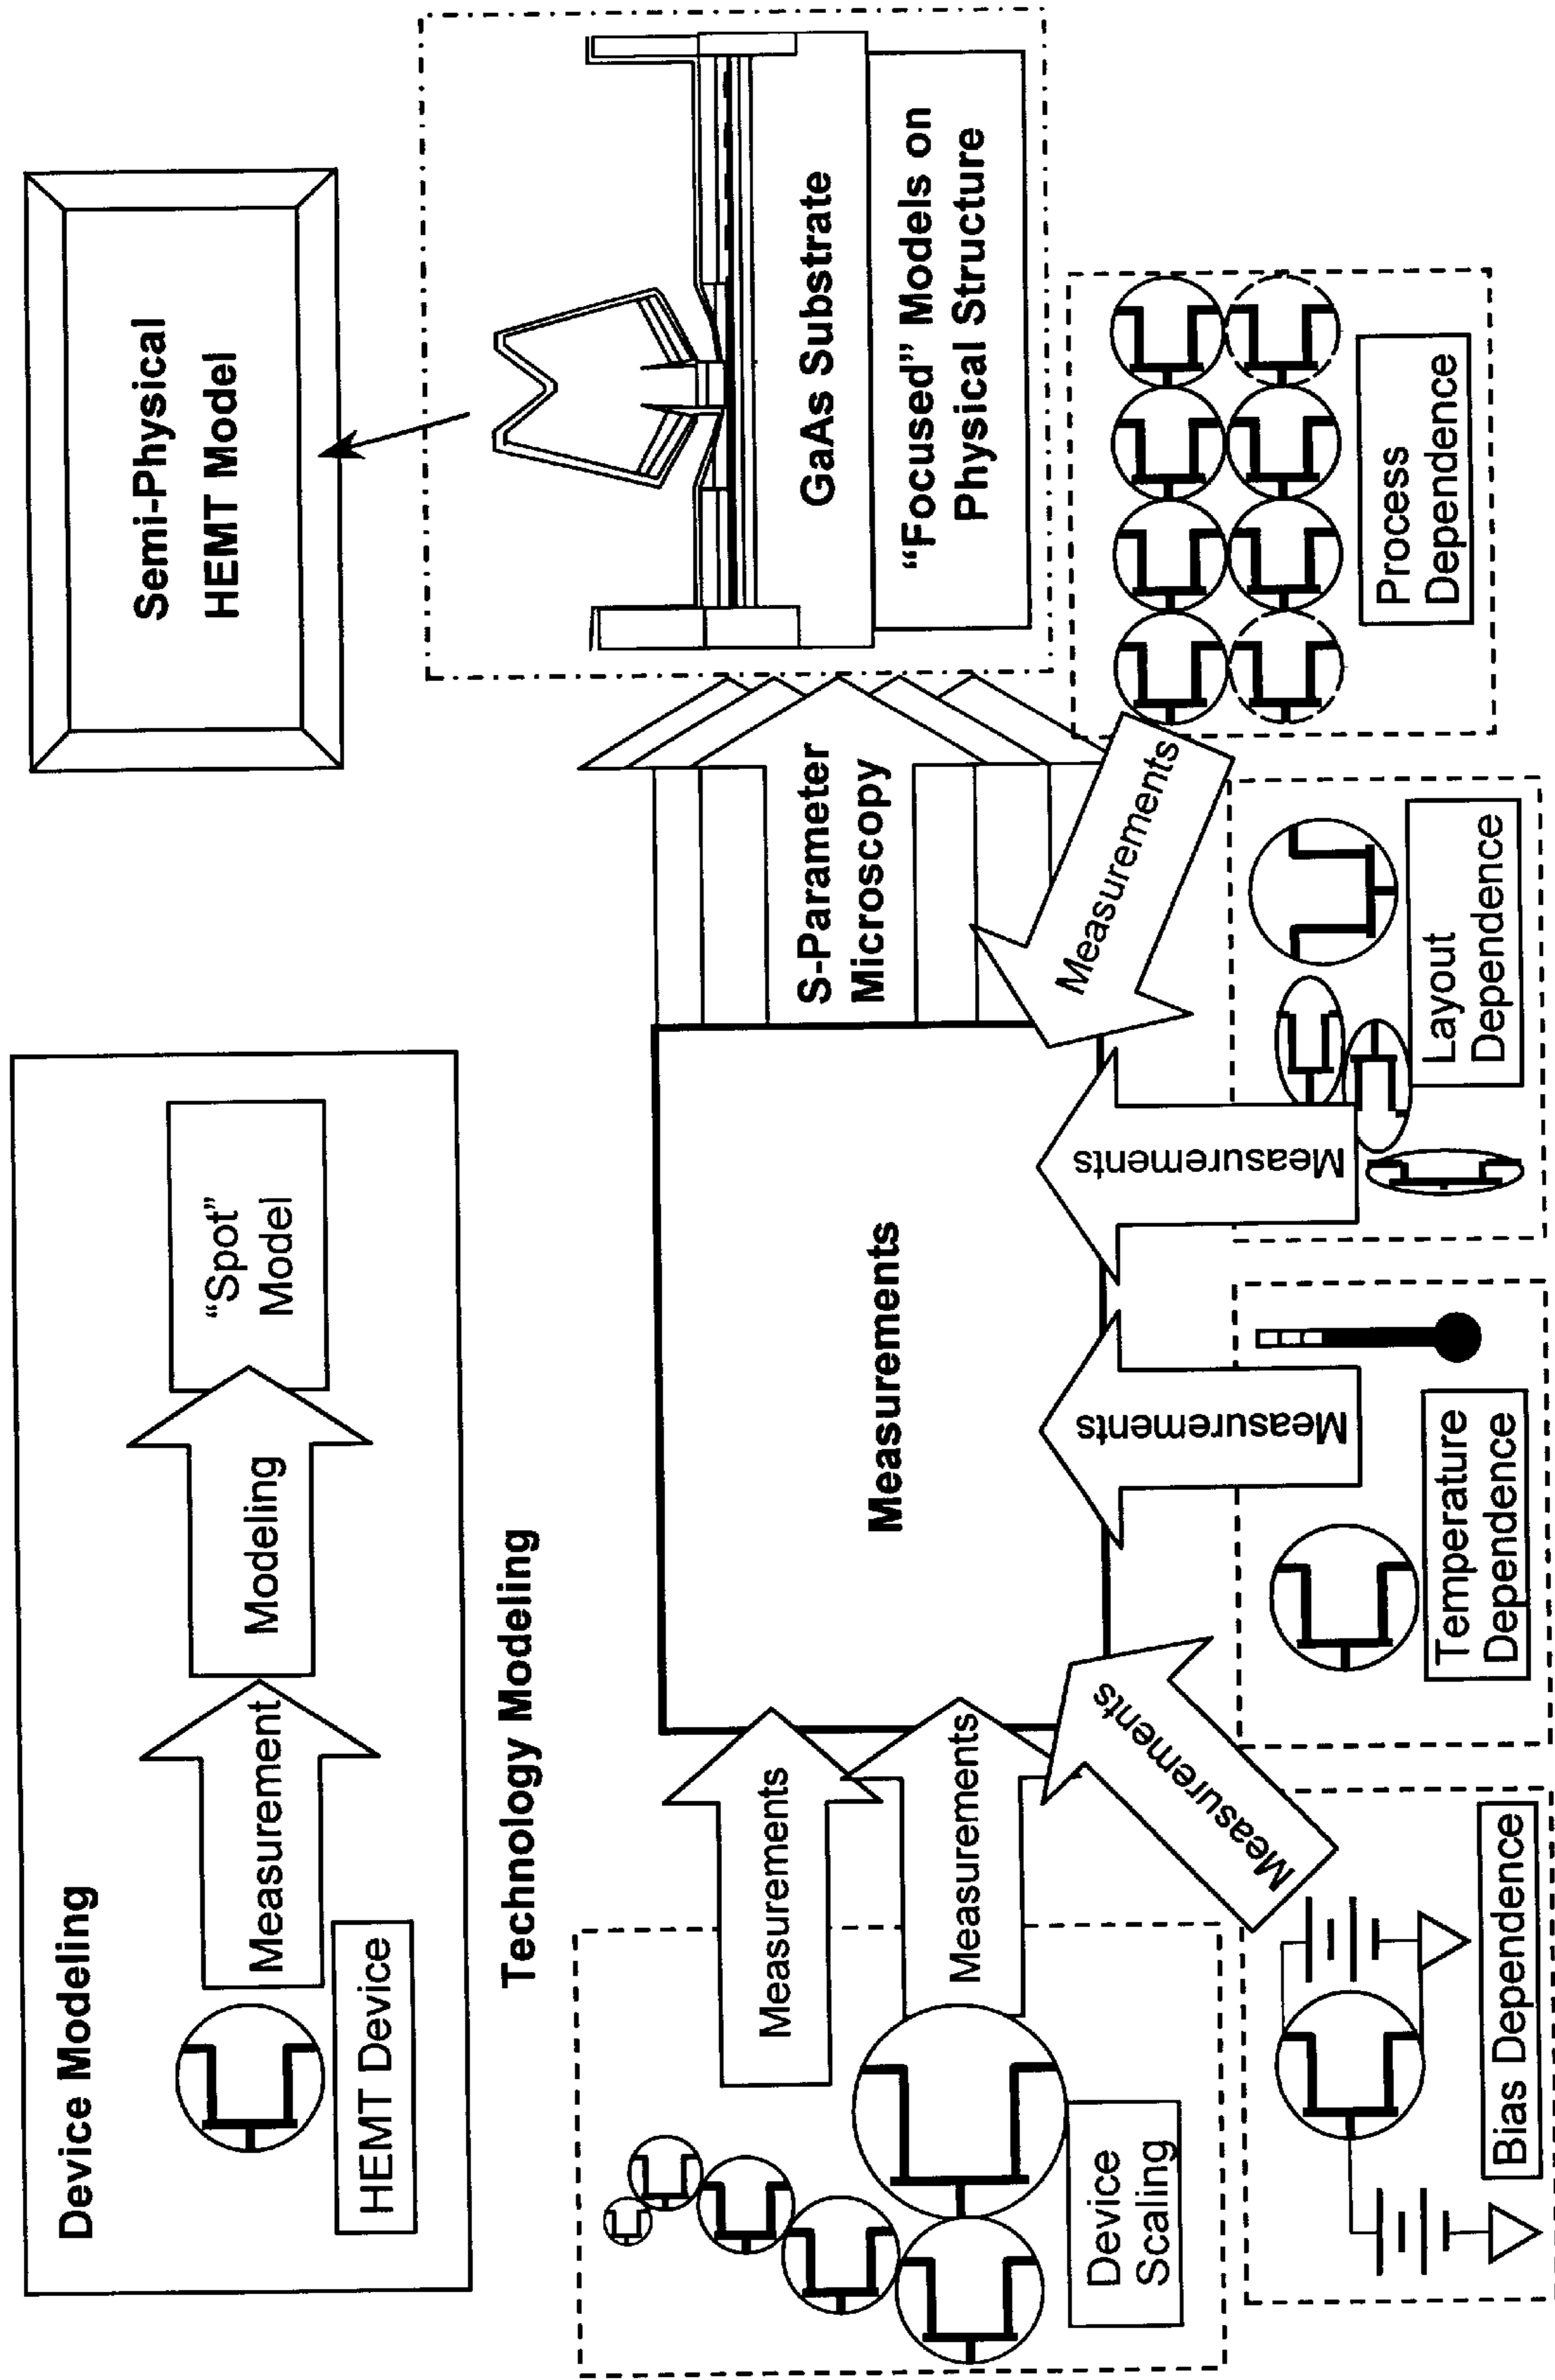 Device Modeling
HEMT Device
Measurement
Modeling
“Spot”
Model
Semi-Physical
HEMT Model
Technology Modeling
Device
Scaling
Measurements
Measurements
Measurements
Measurements
Measurements
Measurements
Measurements
S-Parameter
Microscopy
GaAs Substrate
“Focused” Models on
Physical Structure
Bias Dependence
Temperature
Dependence
Layout
Dependence
Process
Dependence